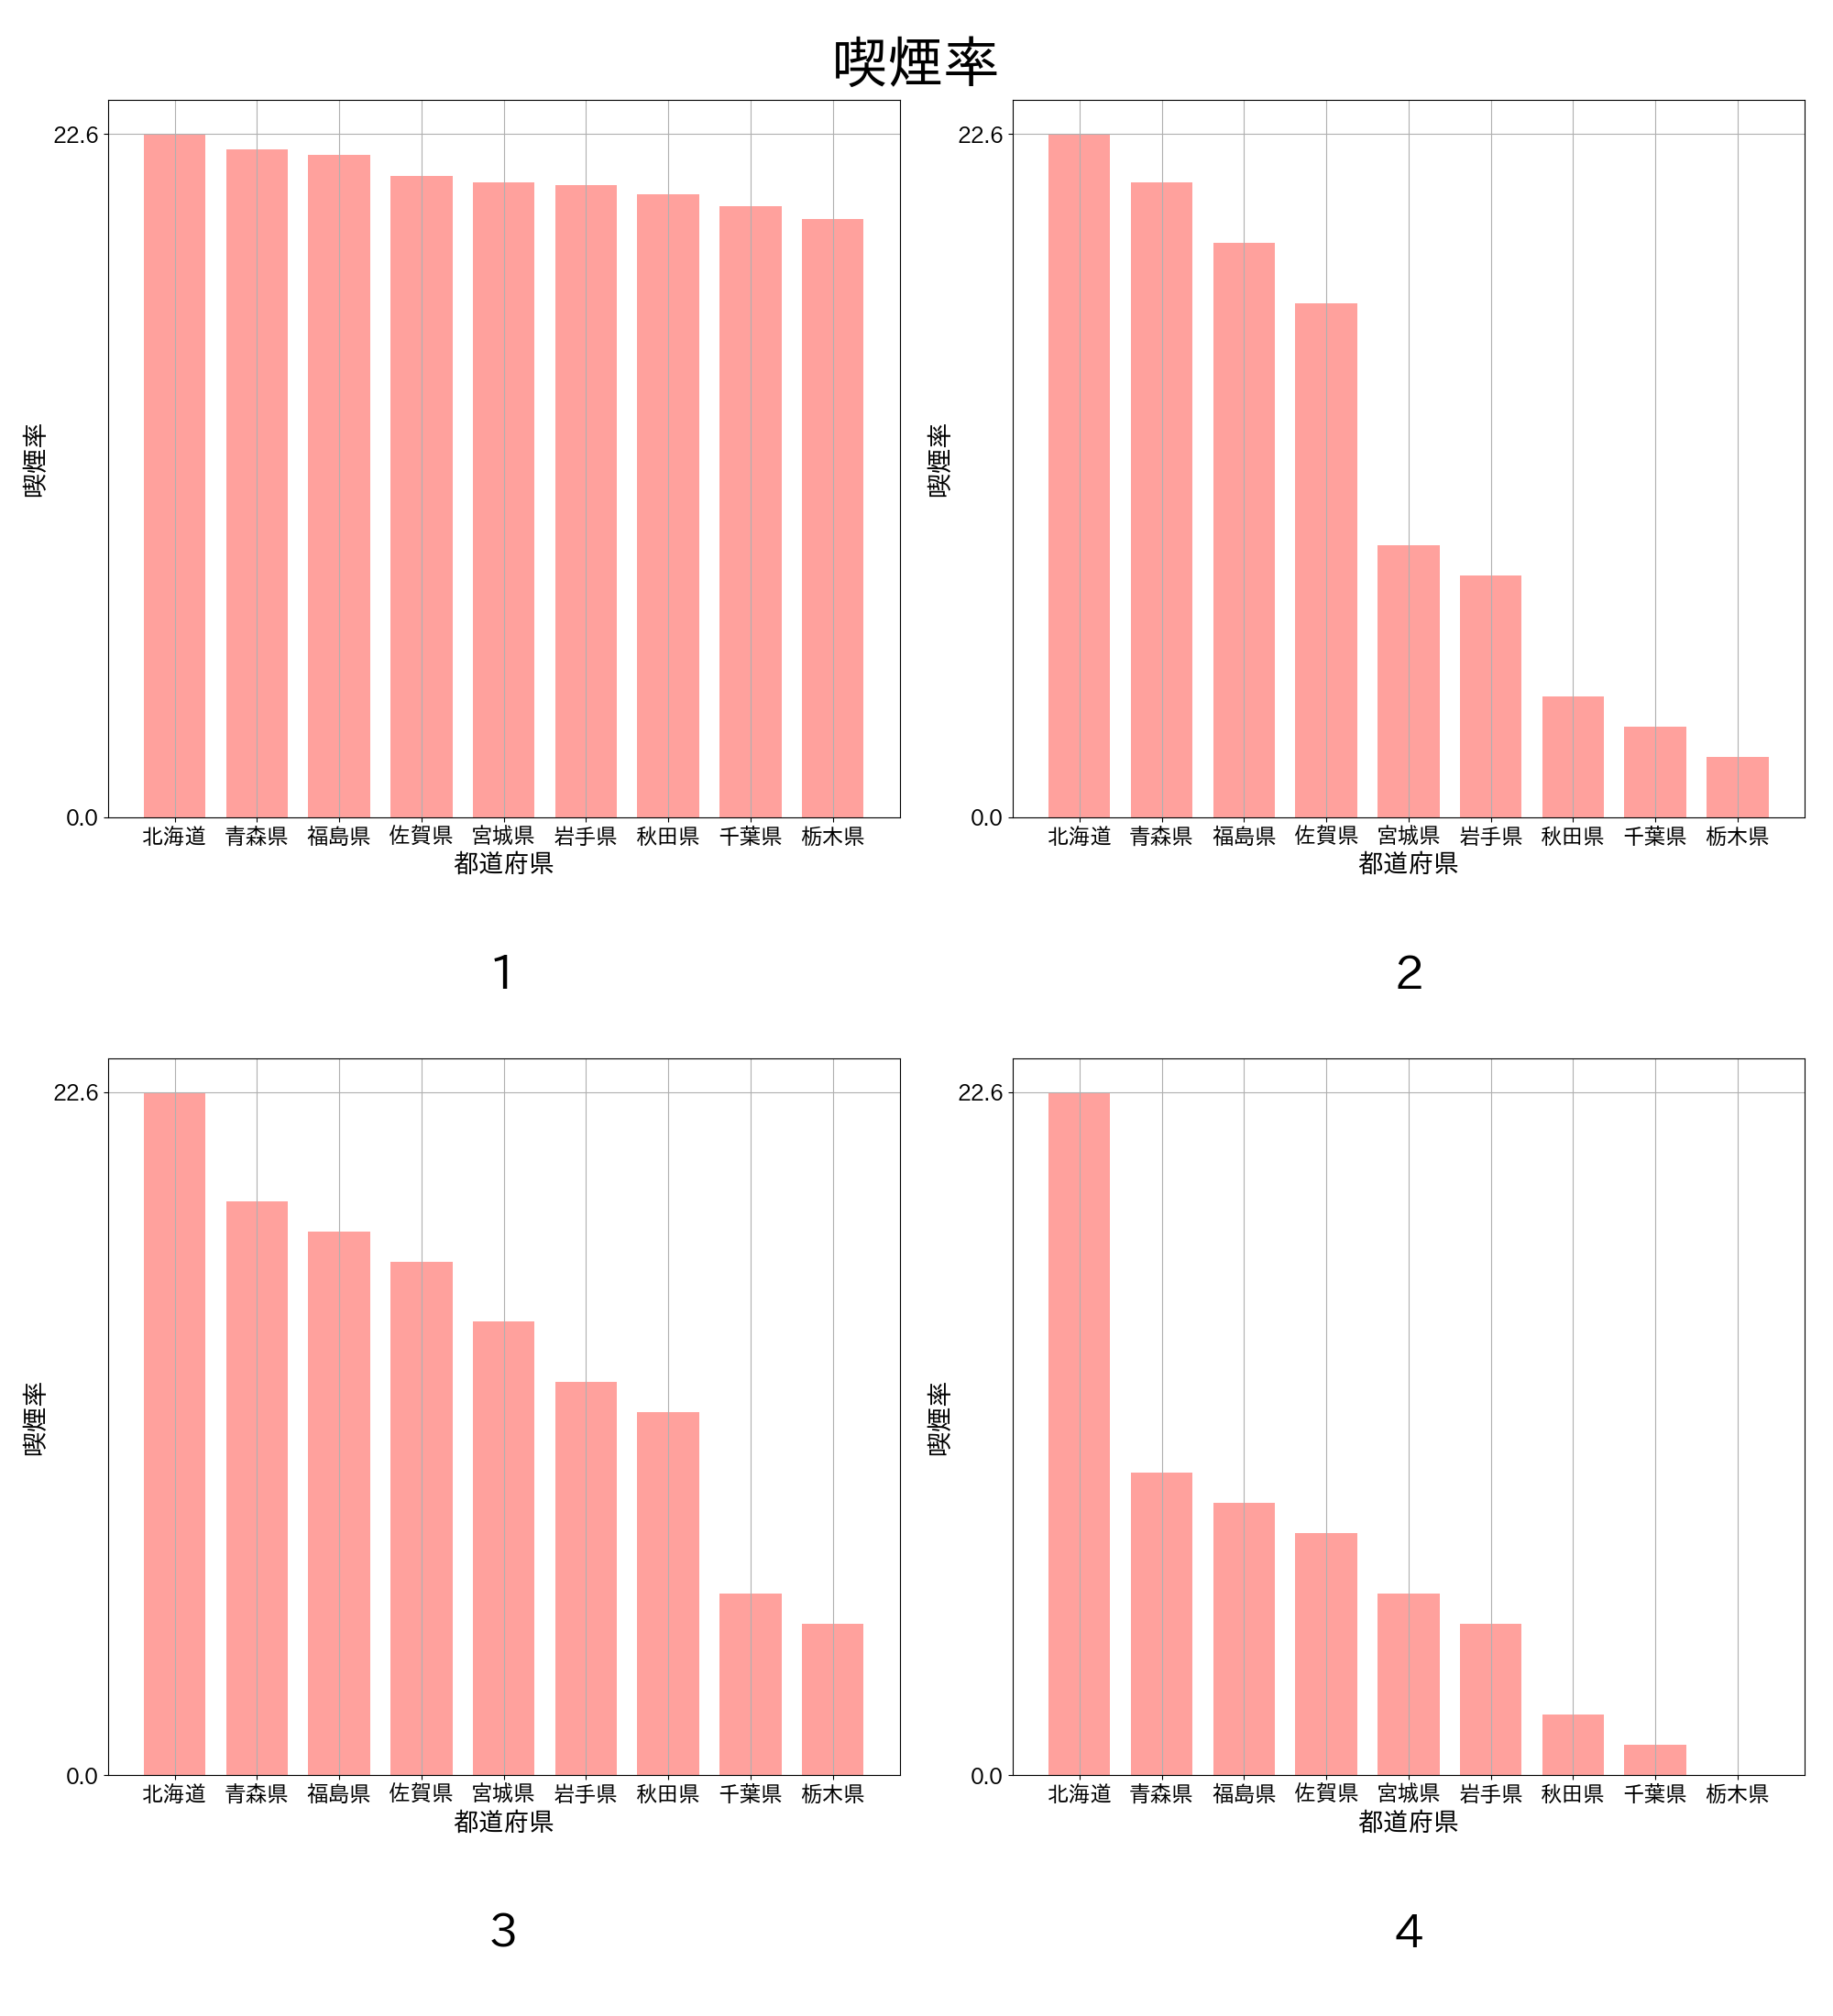 喫煙率
22.6
喫煙率
0.0
北海道 青森県 福島県 佐賀県 宮城県 岩手県 秋田県 千葉県 栃木県
都道府県
1
22.6
喫煙率
0.0
北海道 青森県 福島県 佐賀県 宮城県 岩手県 秋田県 千葉県 栃木県
都道府県
2
22.6
喫煙率
0.0
北海道 青森県 福島県 佐賀県 宮城県 岩手県 秋田県 千葉県 栃木県
都道府県
3
22.6
喫煙率
0.0
北海道 青森県 福島県 佐賀県 宮城県 岩手県 秋田県 千葉県 栃木県
都道府県
4